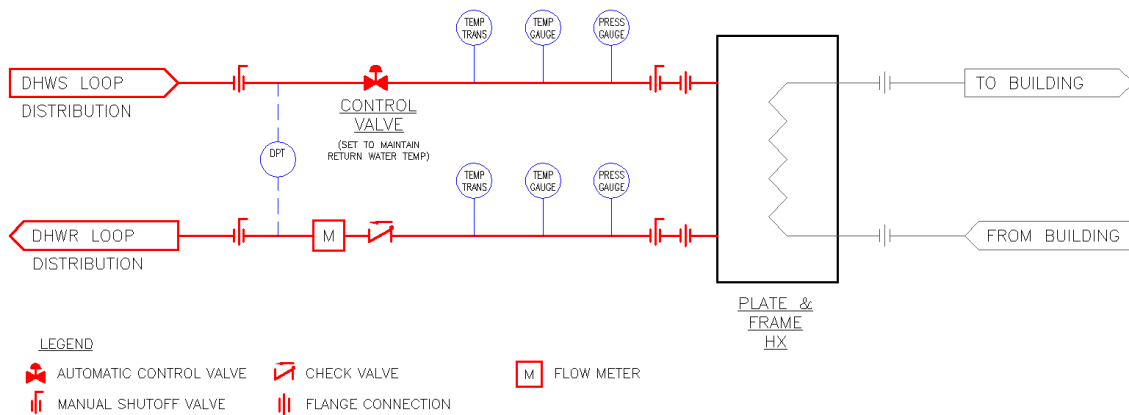 TEMP
TRANS
TEMP
GAUGE
PRESS
GAUGE
DHWS LOOP
DISTRIBUTION
CONTROL
VALVE
(SET TO MAINTAIN
RETURN WATER TEMP)
TO BUILDING
DPT
TEMP
TRANS
TEMP
GAUGE
PRESS
GAUGE
DHWR LOOP
DISTRIBUTION
M
FROM BUILDING
PLATE &
FRAME
HX
LEGEND
AUTOMATIC CONTROL VALVE
CHECK VALVE
M FLOW METER
MANUAL SHUTOFF VALVE
FLANGE CONNECTION